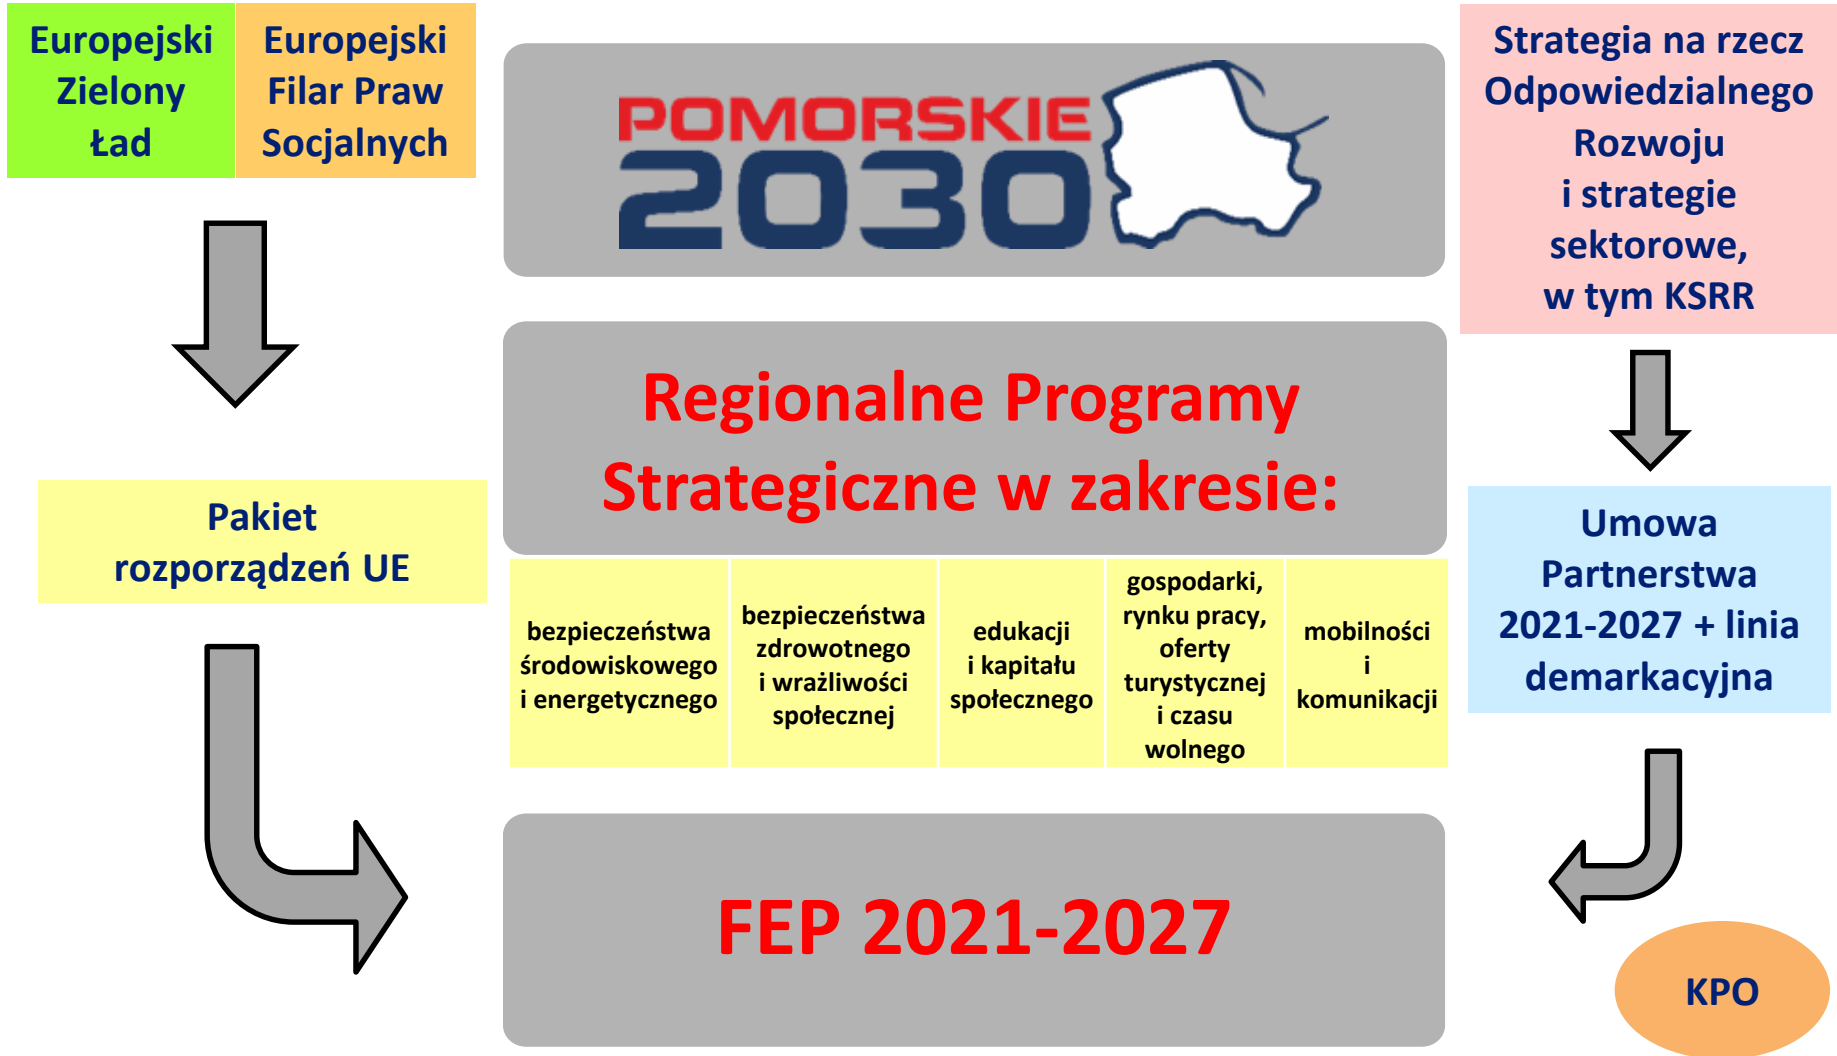 Europejski
Zielony
Ład
Europejski
Filar Praw
Socjalnych
POMORSKIE
2030
Strategia na rzecz
Odpowiedzialnego
Rozwoju
i strategie
sektorowe,
w tym KSRR
Regionalne Programy
Strategiczne w zakresie:
Pakiet
rozporządzeń UE
bezpieczeństwa
środowiskowego
i energetycznego
bezpieczeństwa
zdrowotnego
i wrażliwości
społecznej
edukacji
i kapitału
społecznego
gospodarki,
rynku pracy,
oferty
turystycznej
i czasu
wolnego
mobilności
i
komunikacji
Umowa
Partnerstwa
2021-2027 + linia
demarkacyjna
FEP 2021-2027
KPO